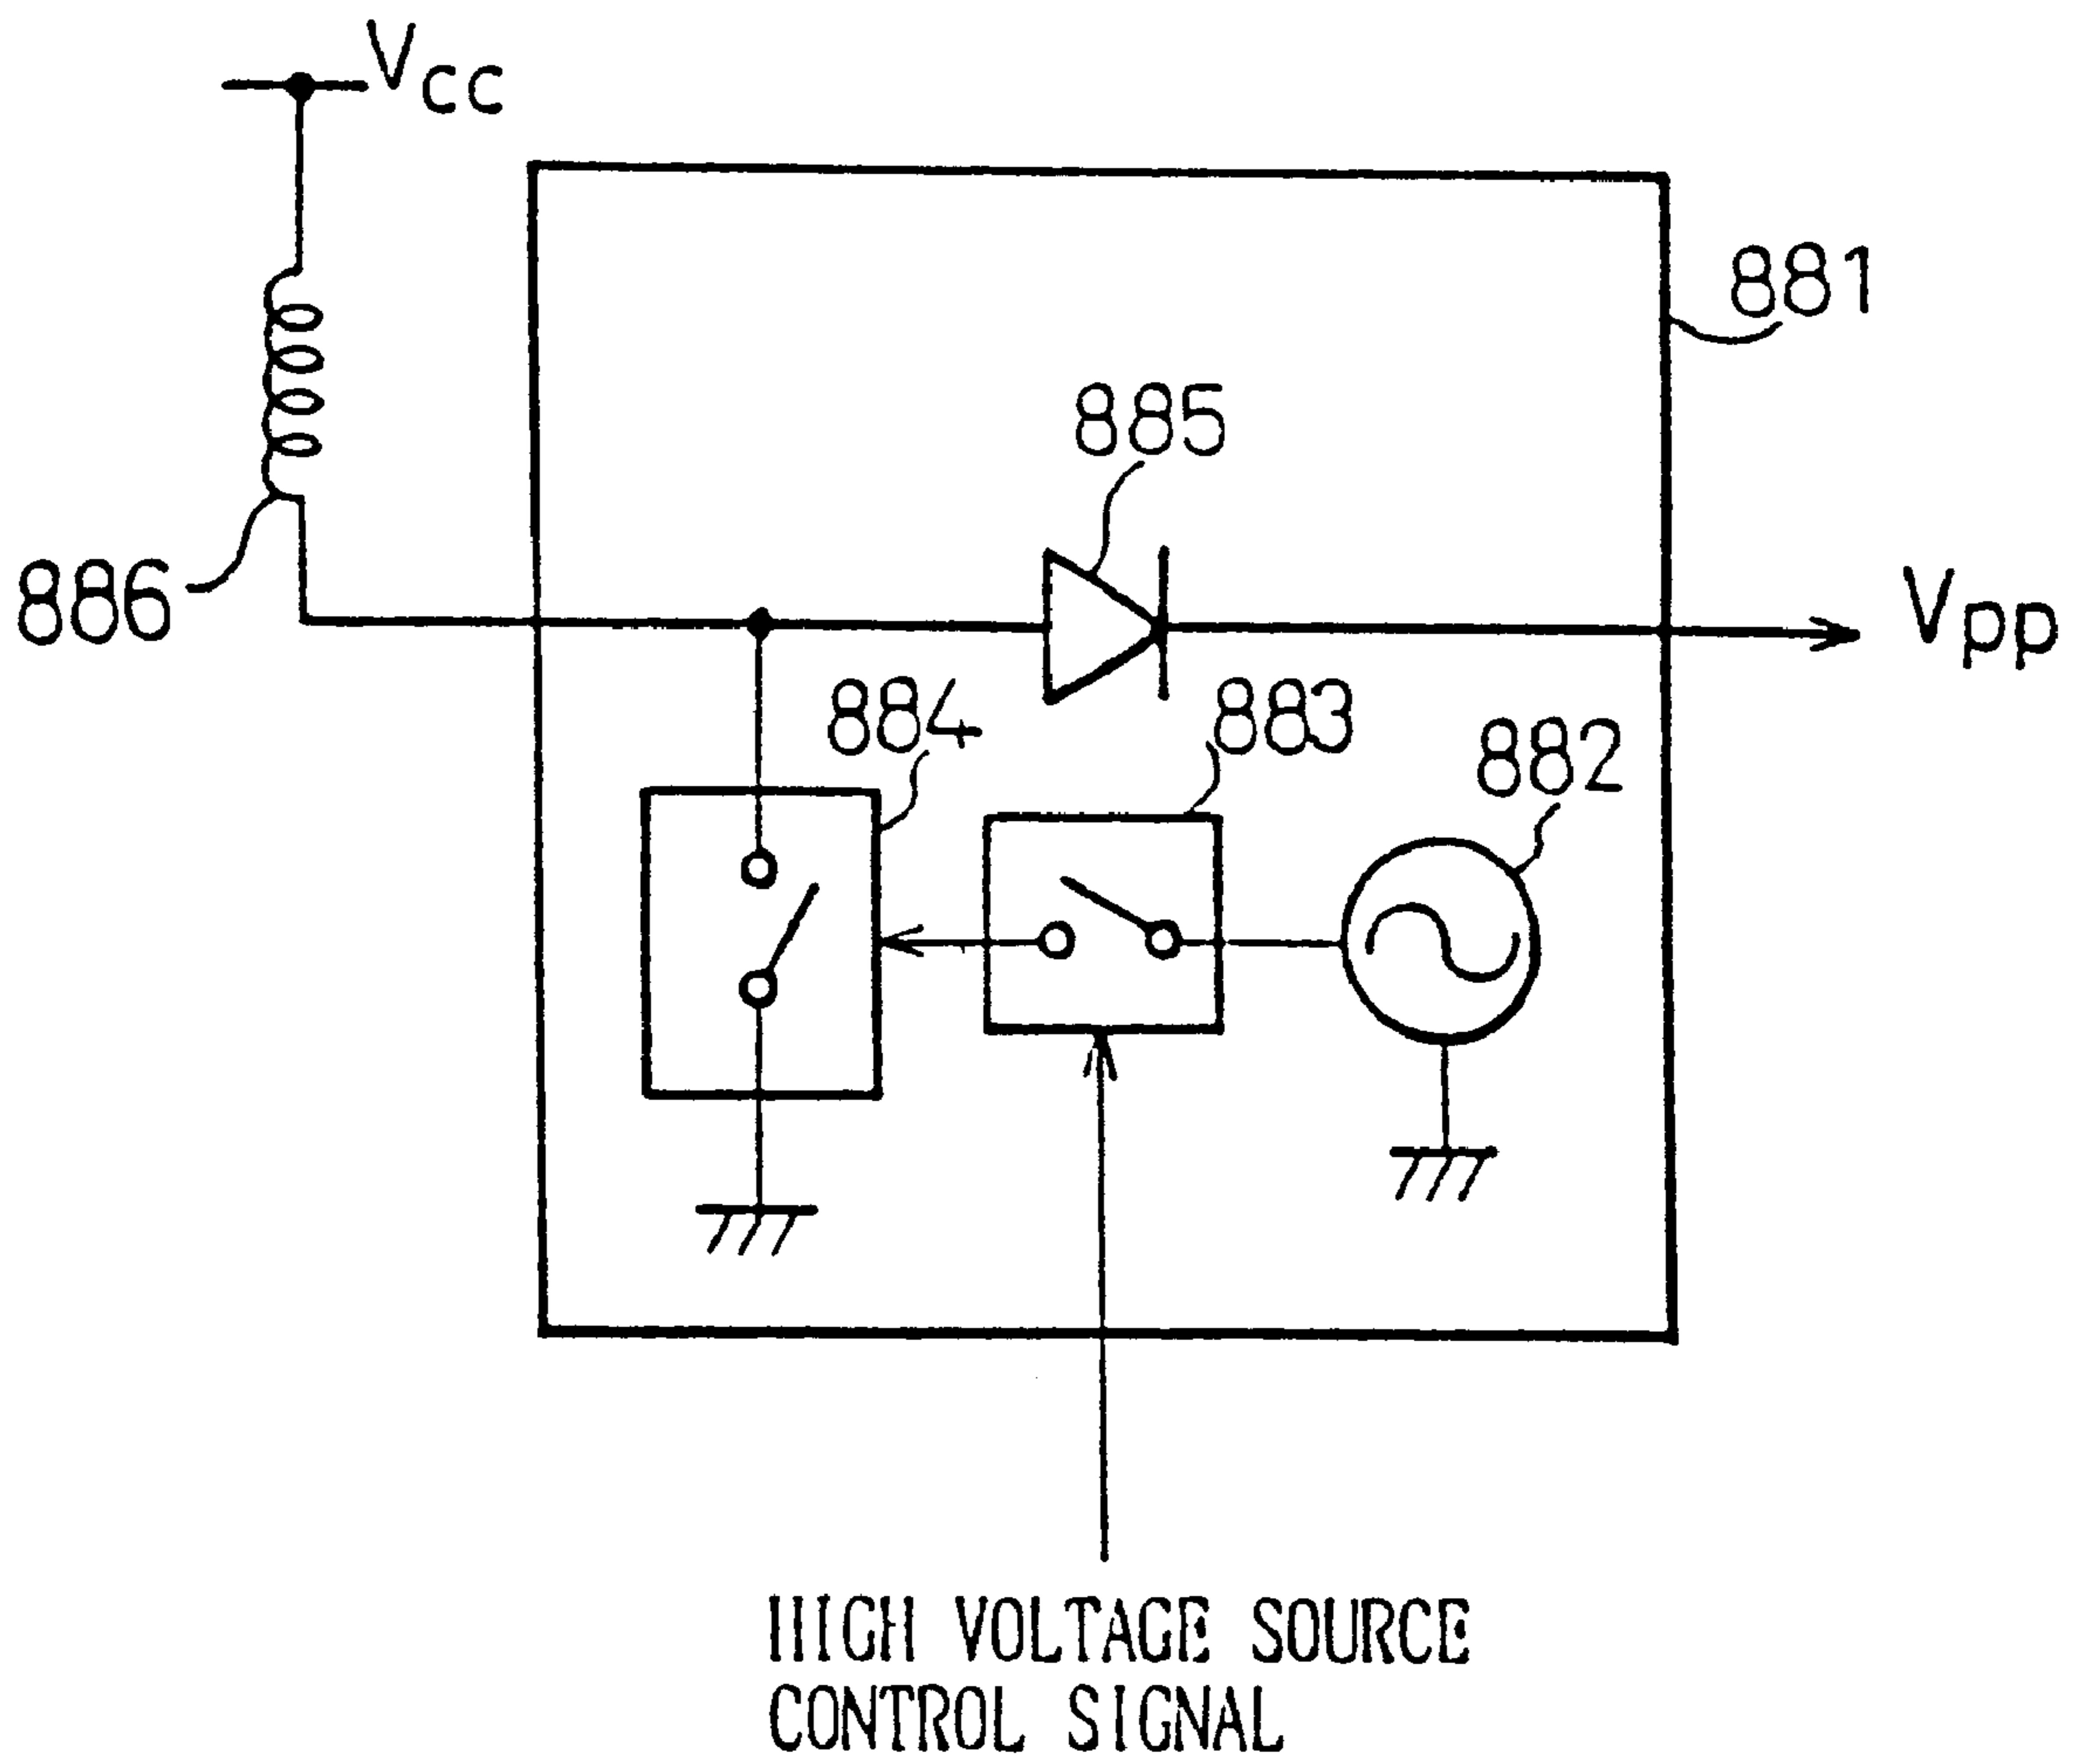 Vcc
881
885
886
Vpp
884
883
882
HIGH VOLTAGE SOURCE
CONTROL SIGNAL